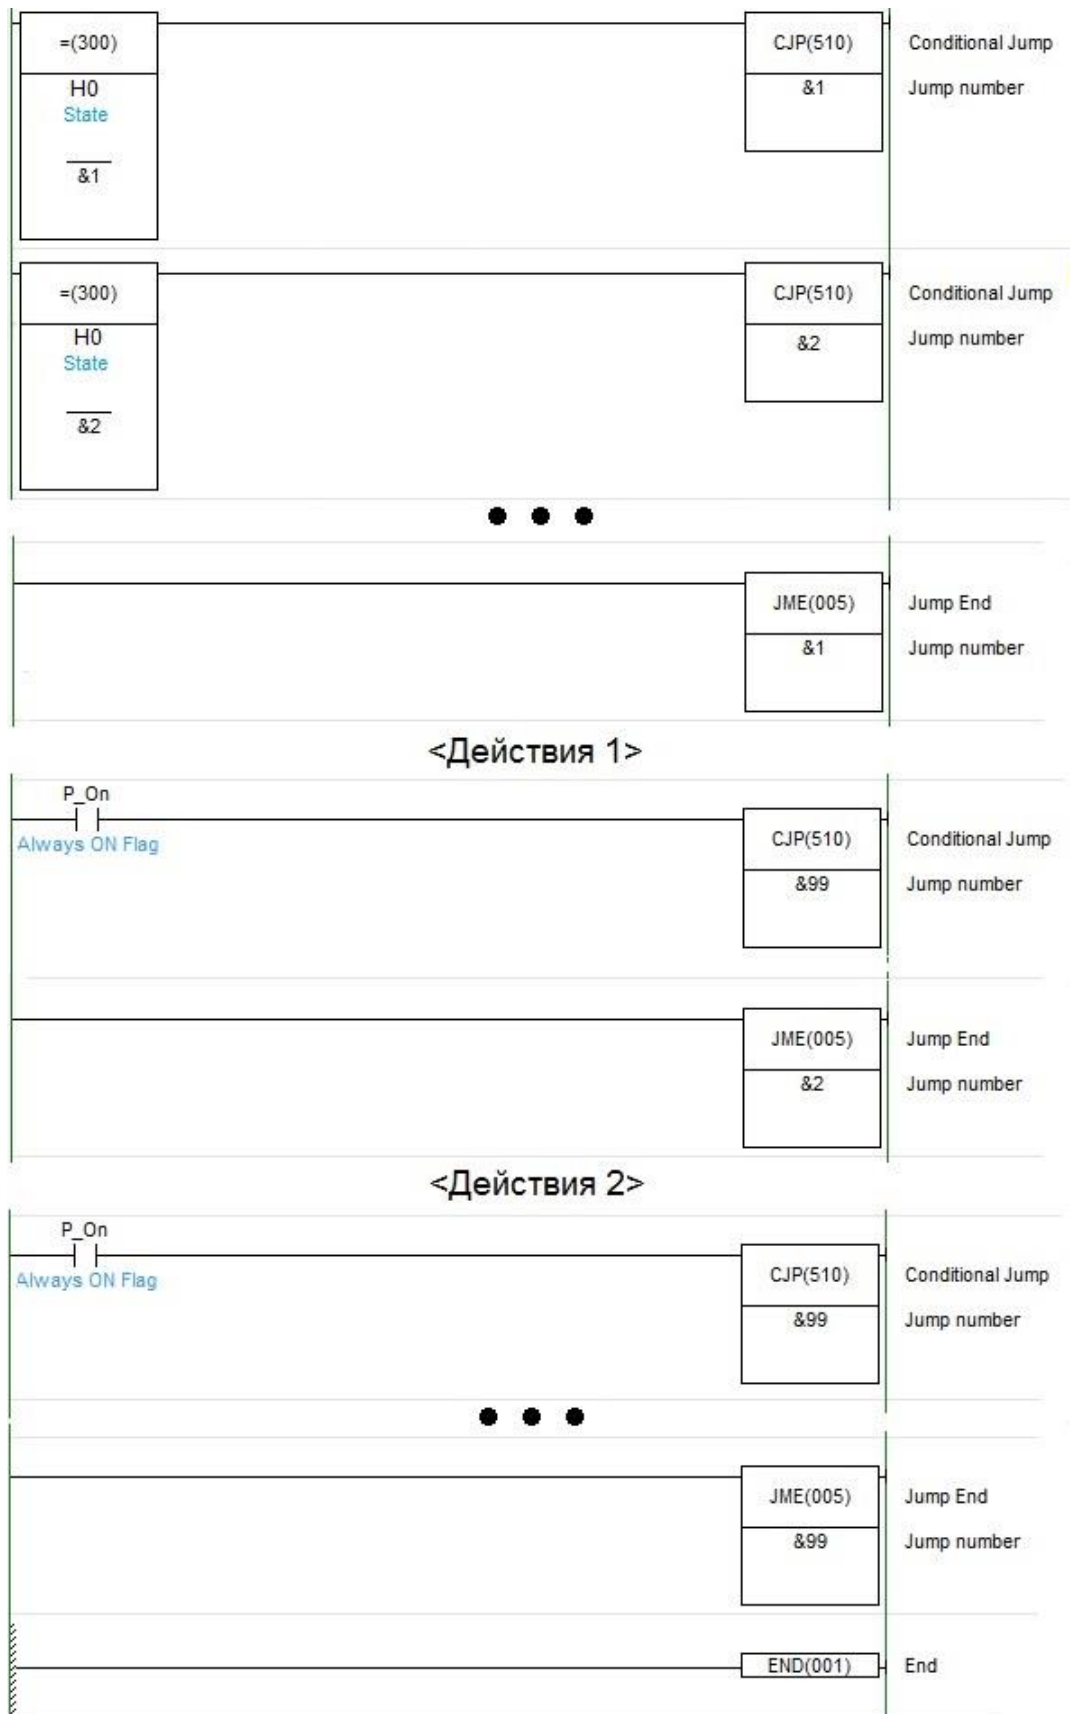 =(300) CJP(510) Conditional Jump
H0 &1 Jump number
State
&1
=(300) CJP(510) Conditional Jump
H0 &2 Jump number
State
&2
JME(005) Jump End
&1 Jump number
<Действия 1>
P_On
Always ON Flag CJP(510) Conditional Jump
&99 Jump number
JME(005) Jump End
&2 Jump number
<Действия 2>
P_On
Always ON Flag CJP(510) Conditional Jump
&99 Jump number
JME(005) Jump End
&99 Jump number
END(001) End